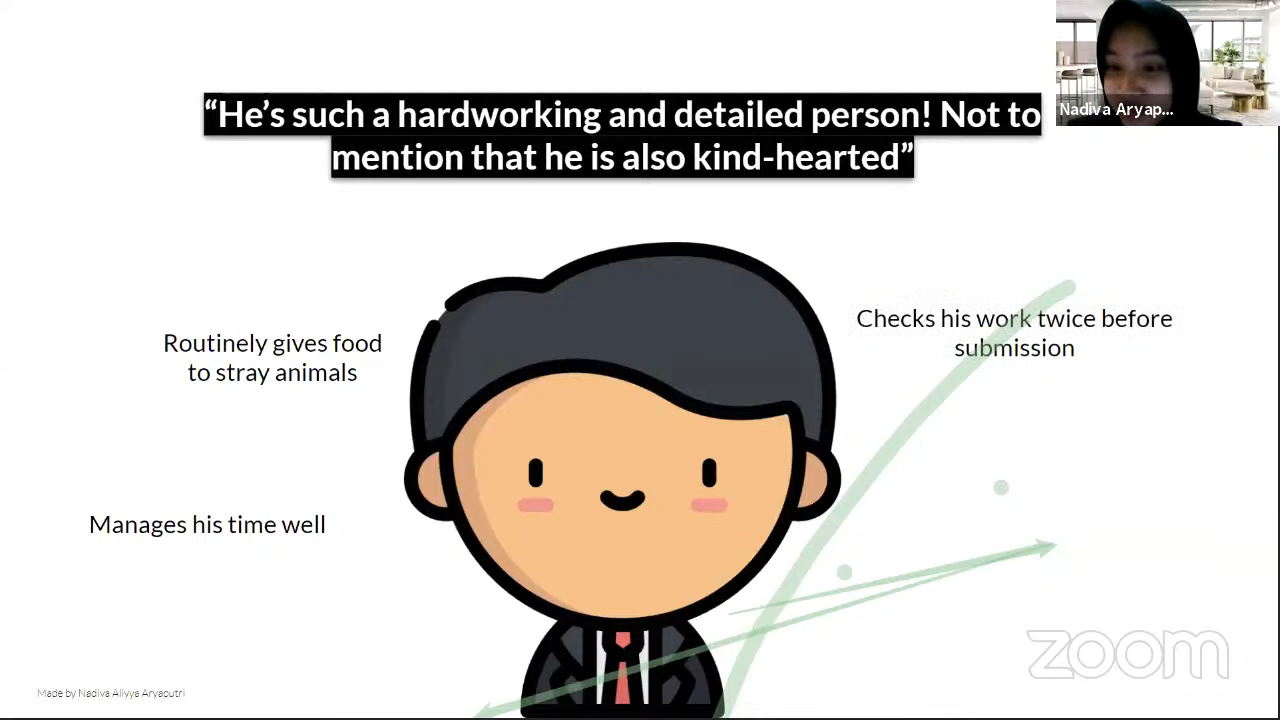 “He’s such a hardworking and detailed person! Not to
mention that he is also kind-hearted”
Nadiva Aryap...
Routinely gives food
to stray animals
Checks his work twice before
submission
Manages his time well
Made by Nadiva Aliyya Aryaputri
zoom